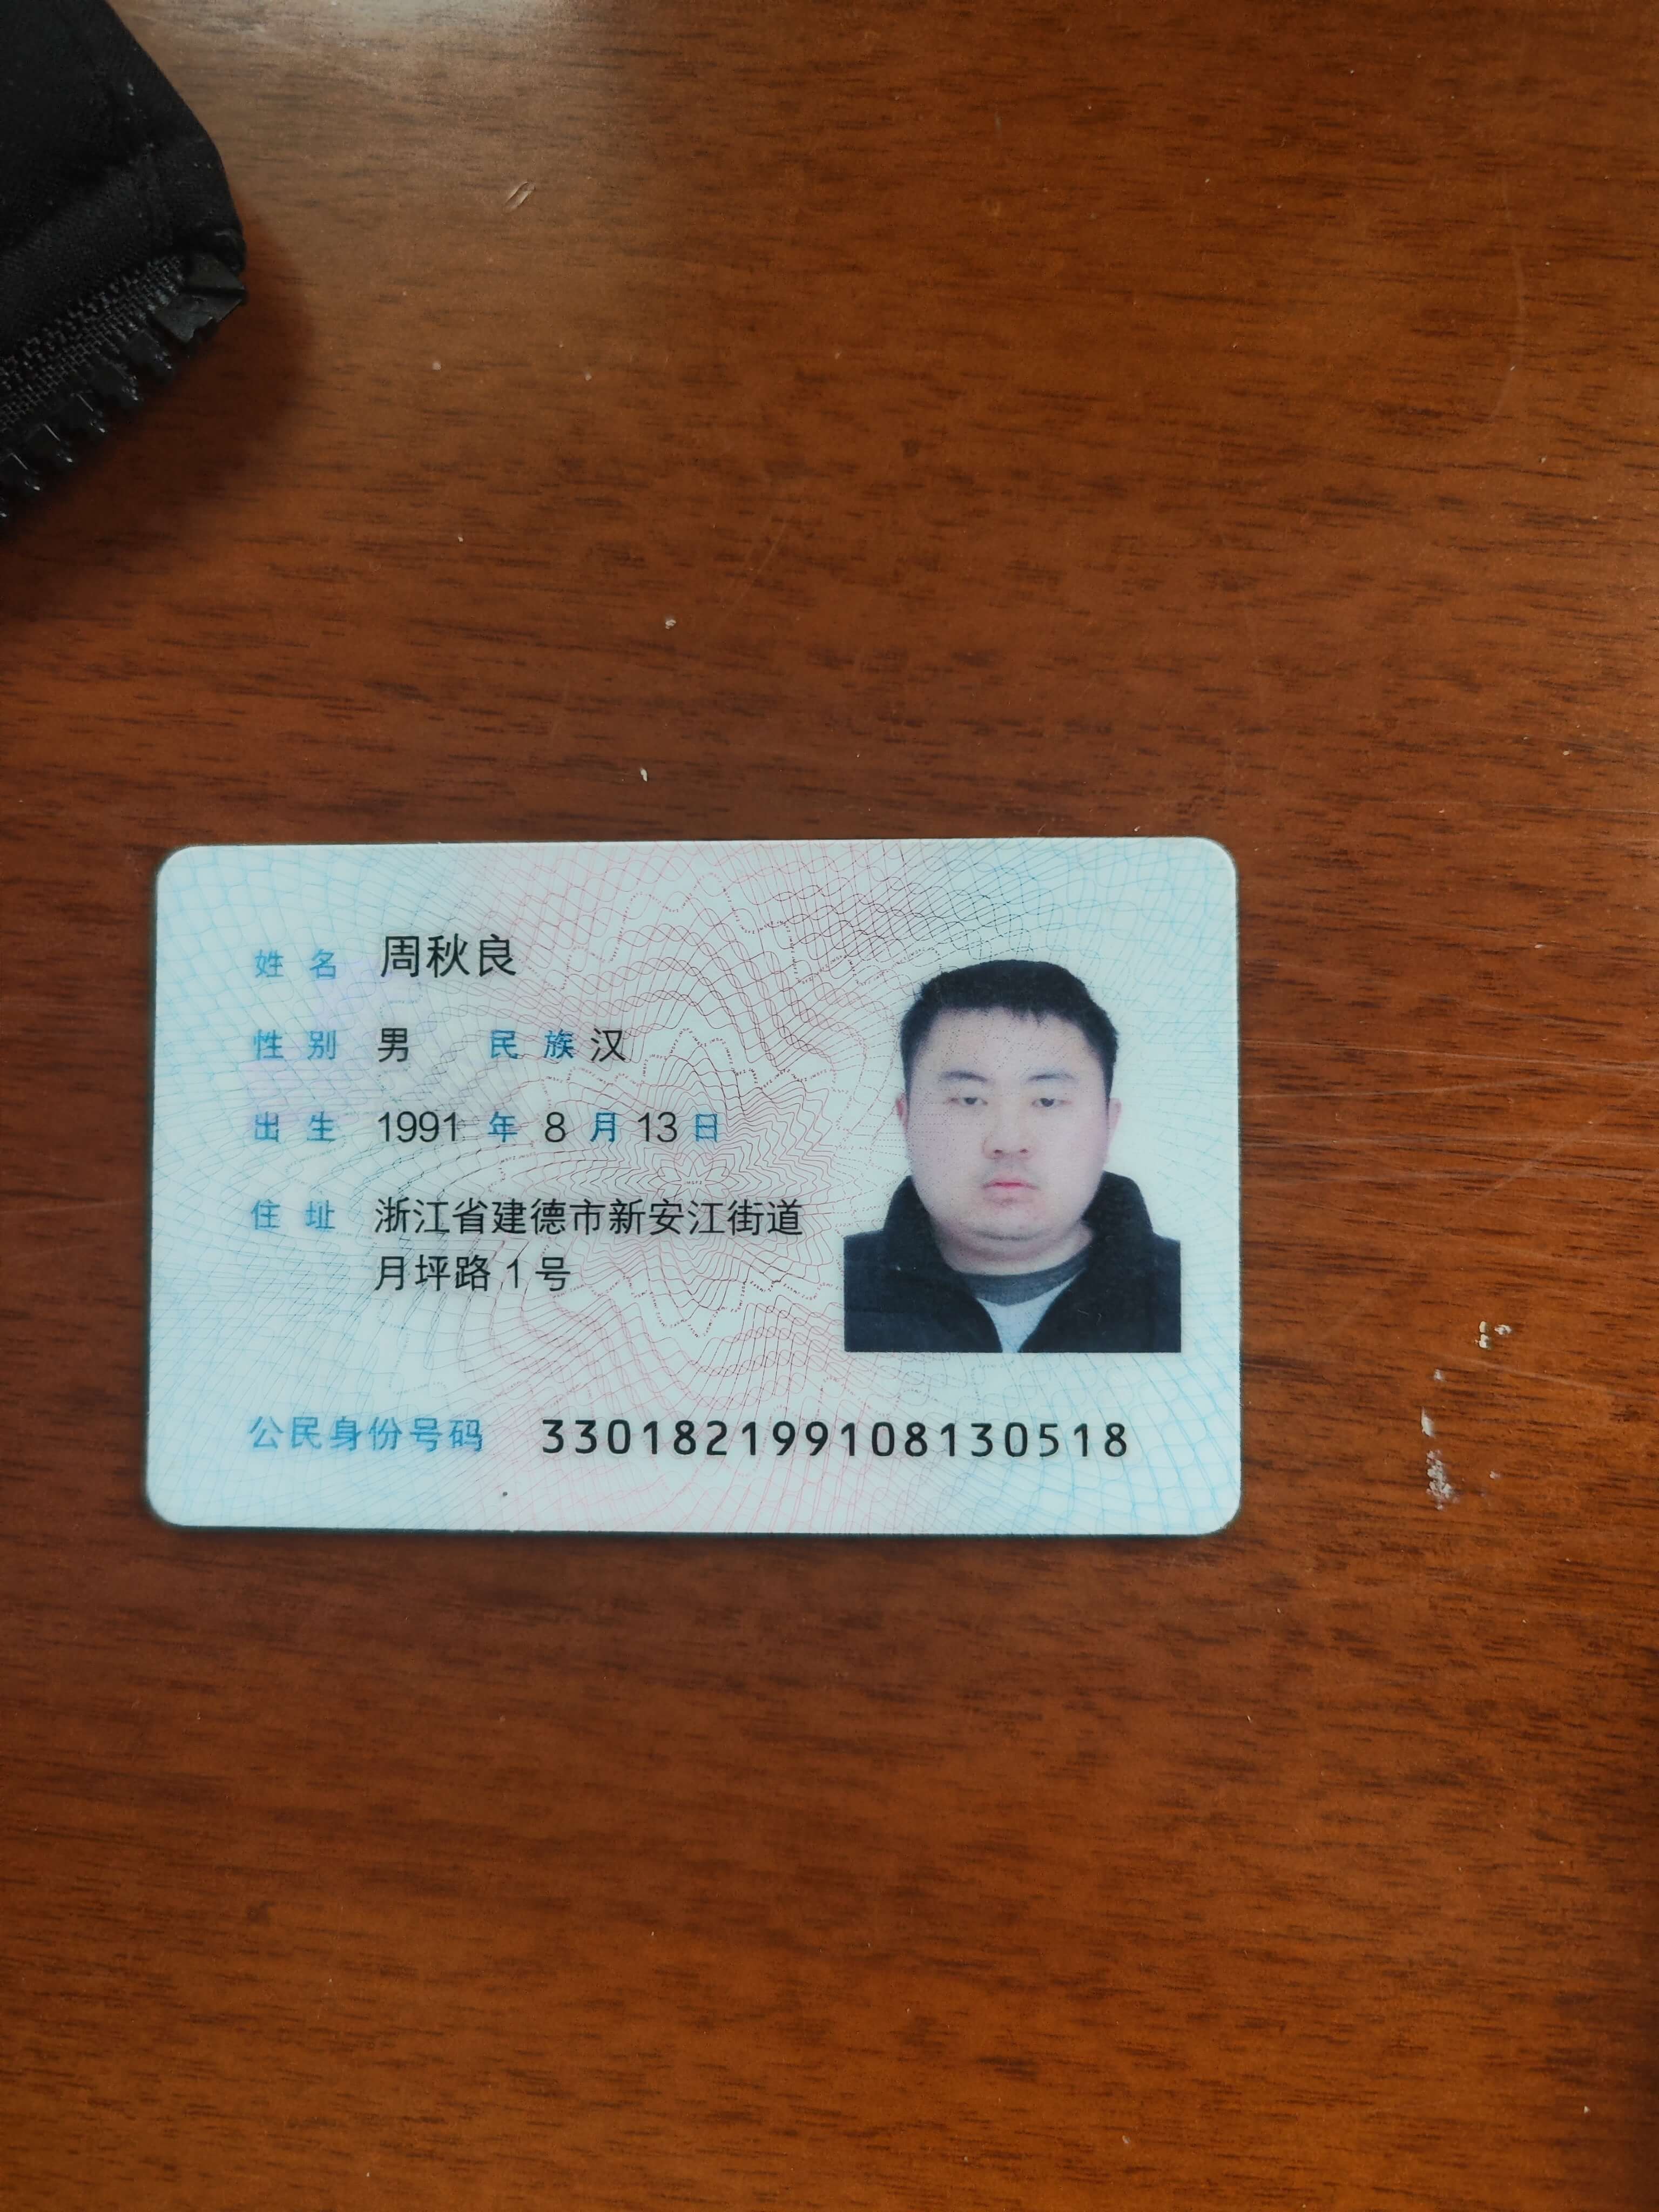 姓名 周秋良
性别 男 民族 汉
出生 1991 年 8 月 13 日
住址 浙江省建德市新安江街道
月坪路1号
公民身份号码 330182199108130518